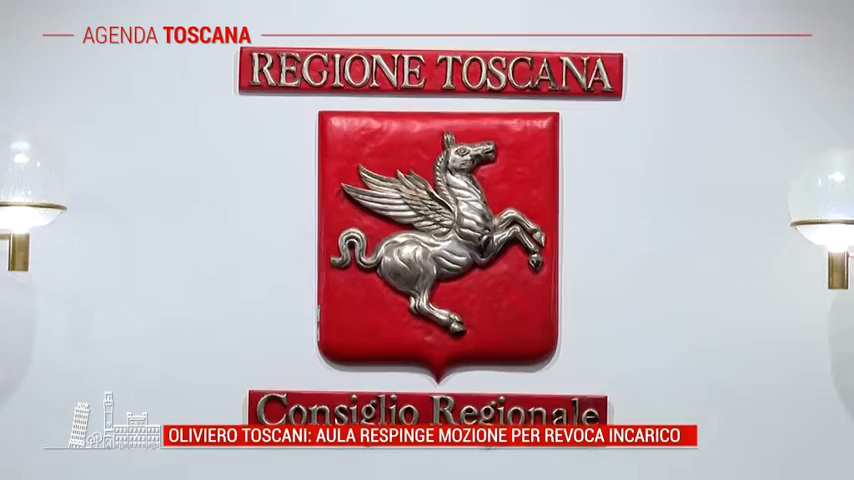 AGENDA TOSCANA
REGIONE TOSCANA
Consiglio Regionale
OLIVIERO TOSCANI: AULA RESPINGE MOZIONE PER REVOCA INCARICO